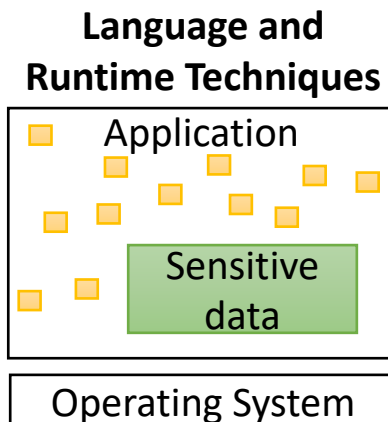 Language and
Runtime Techniques
Application
Sensitive
data
Operating System